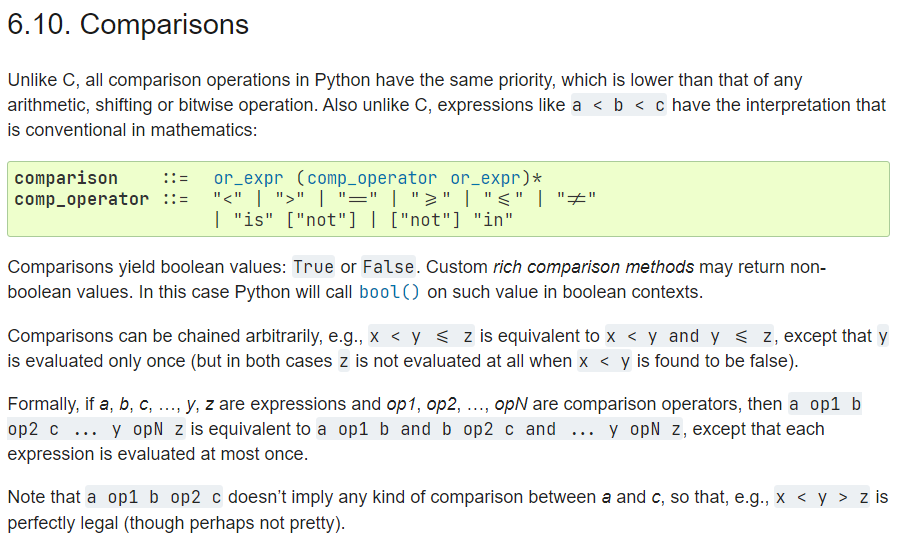 6.10. Comparisons
Unlike C, all comparison operations in Python have the same priority, which is lower than that of any
arithmetic, shifting or bitwise operation. Also unlike C, expressions like a < b < c have the interpretation that
is conventional in mathematics:
comparison ::= or_expr (comp_operator or_expr)*
comp_operator ::= "<" | ">" | "==" | "⩾" | "⩽" | "≠"
| "is" ["not"] | ["not"] "in"
Comparisons yield boolean values: True or False. Custom rich comparison methods may return non-
boolean values. In this case Python will call bool() on such value in boolean contexts.
Comparisons can be chained arbitrarily, e.g., x < y ⩽ z is equivalent to x < y and y ⩽ z, except that y
is evaluated only once (but in both cases z is not evaluated at all when x < y is found to be false).
Formally, if a, b, c, …, y, z are expressions and op1, op2, …, opN are comparison operators, then a op1 b
op2 c ... y opN z is equivalent to a op1 b and b op2 c and ... y opN z, except that each
expression is evaluated at most once.
Note that a op1 b op2 c doesn’t imply any kind of comparison between a and c, so that, e.g., x < y > z is
perfectly legal (though perhaps not pretty).